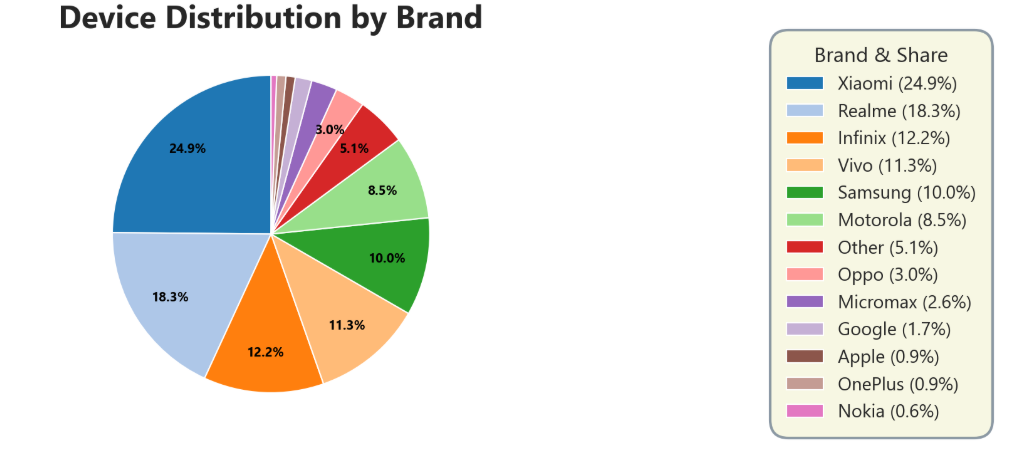 Device Distribution by Brand
24.9%
18.3%
12.2%
11.3%
10.0%
8.5%
5.1%
3.0%
Brand & Share
Xiaomi (24.9%)
Realme (18.3%)
Infinix (12.2%)
Vivo (11.3%)
Samsung (10.0%)
Motorola (8.5%)
Other (5.1%)
Oppo (3.0%)
Micromax (2.6%)
Google (1.7%)
Apple (0.9%)
OnePlus (0.9%)
Nokia (0.6%)